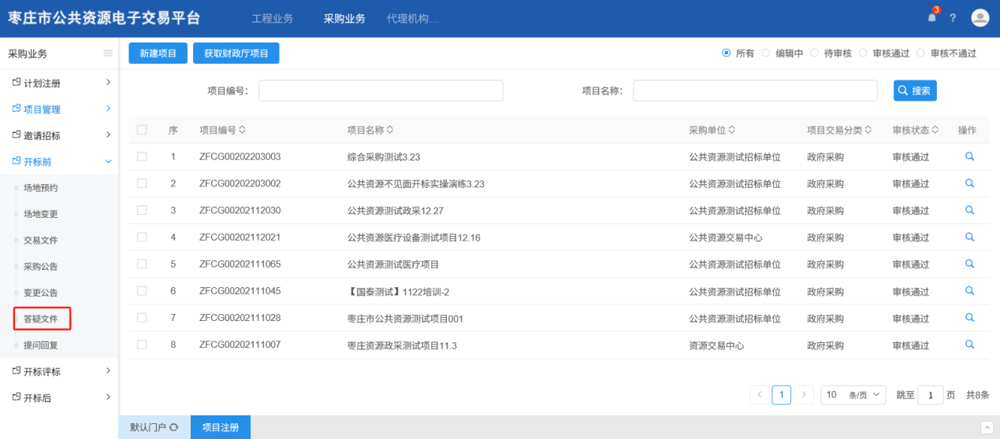 枣庄市公共资源电子交易平台 工程业务 采购业务 代理机构... 3 ?
采购业务 新建项目 获取财政厅项目 所有 编辑中 待审核 审核通过 审核不通过
计划注册
项目管理
邀请招标
开标前
场地预约
场地变更
交易文件
采购公告
变更公告
答疑文件
提问回复
开标评标
开标后
项目编号： 项目名称： 搜索
序 项目编号 项目名称 采购单位 项目交易分类 审核状态 操作
1 ZFCG00202203003 综合采购测试3.23 公共资源测试招标单位 政府采购 审核通过
2 ZFCG00202203002 公共资源不见面开标实操演练3.23 公共资源测试招标单位 政府采购 审核通过
3 ZFCG00202112030 公共资源测试政采12.27 公共资源测试招标单位 政府采购 审核通过
4 ZFCG00202112021 公共资源医疗设备测试项目12.16 公共资源交易中心 政府采购 审核通过
5 ZFCG00202111065 公共资源测试医疗项目 公共资源测试招标单位 政府采购 审核通过
6 ZFCG00202111045 【国泰测试】1122培训-2 公共资源测试招标单位 政府采购 审核通过
7 ZFCG00202111028 枣庄市公共资源测试项目001 公共资源测试招标单位 政府采购 审核通过
8 ZFCG00202111007 枣庄资源政采测试项目11.3 资源交易中心 政府采购 审核通过
1 10 条/页 跳至 1 页 共8条
默认门户 项目注册